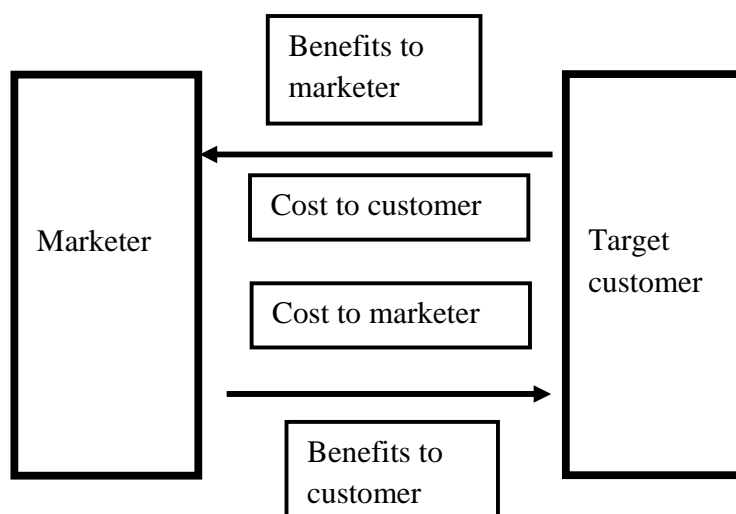 Benefits to
marketer
Cost to customer
Marketer
Target
customer
Cost to marketer
Benefits to
customer